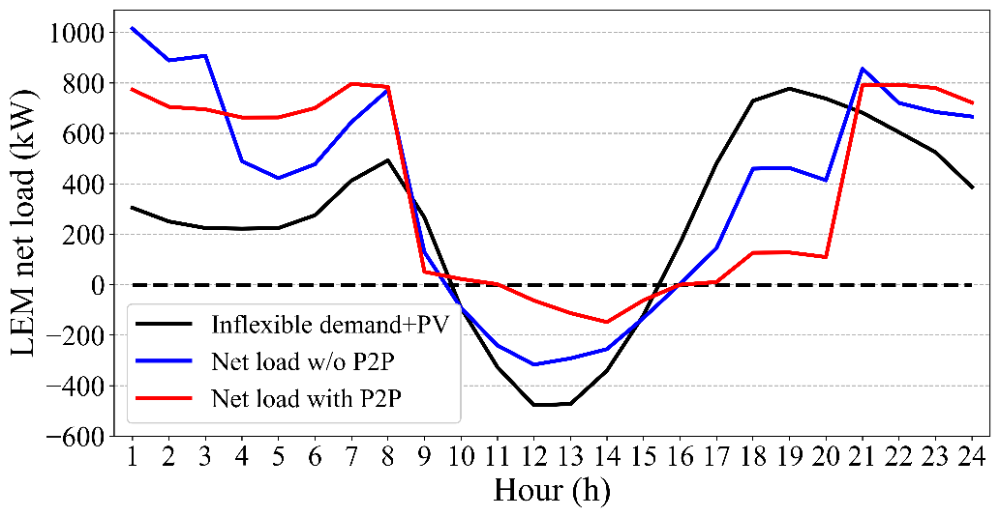 LEM net load (kW)
1000
800
600
400
200
0
−200
−400
−600
Inflexible demand+PV
Net load w/o P2P
Net load with P2P
1 2 3 4 5 6 7 8 9 10 11 12 13 14 15 16 17 18 19 20 21 22 23 24
Hour (h)